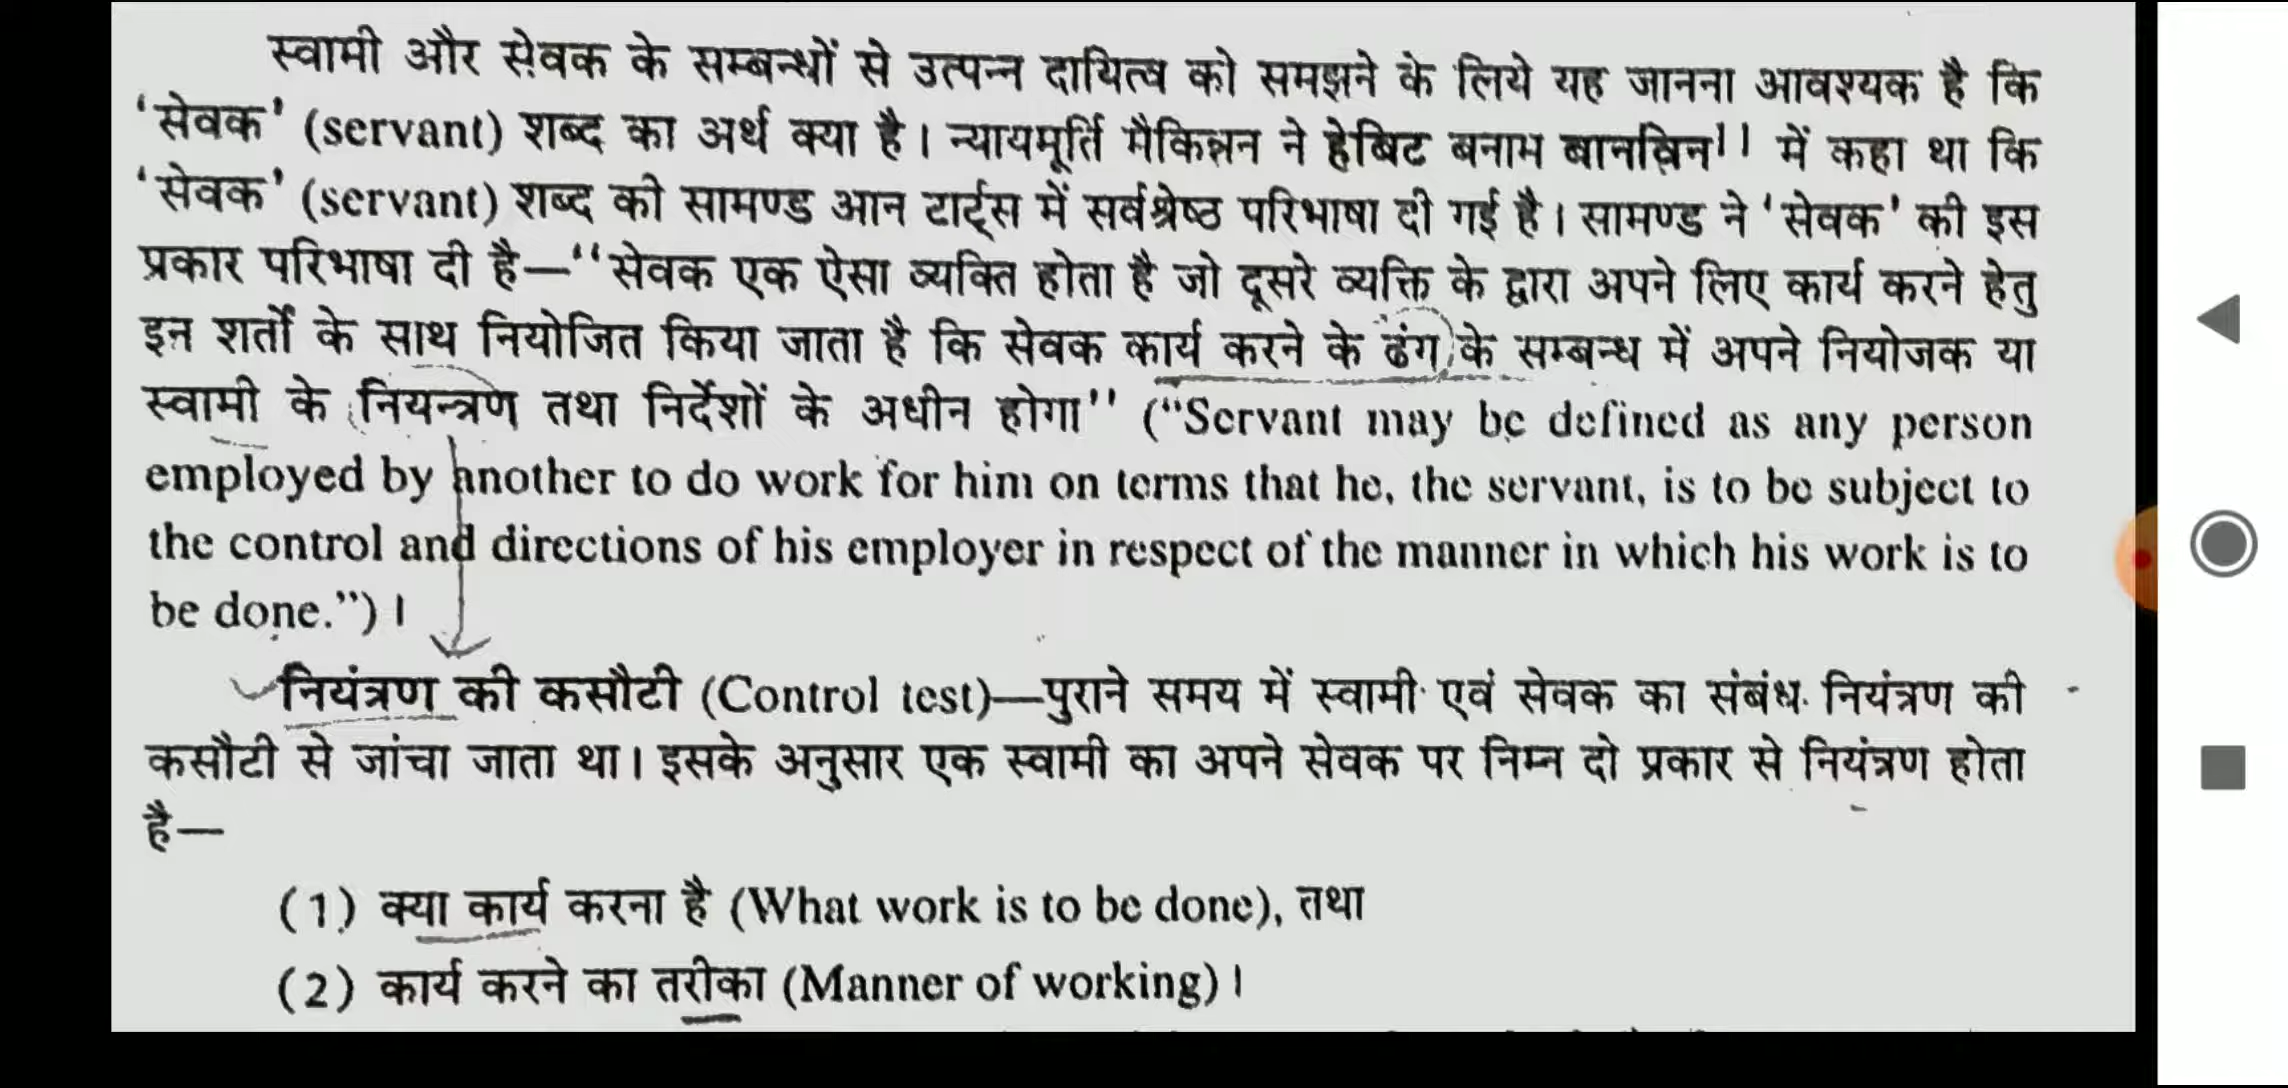 स्वामी और सेवक के सम्बन्धों से उत्पन्न दायित्व को समझने के लिये यह जानना आवश्यक है कि
‘सेवक’ (servant) शब्द का अर्थ क्या है। न्यायमूर्ति मैकिन्नन ने हेबिट बनाम बानविन11 में कहा था कि
‘सेवक’ (servant) शब्द की सामण्ड आन टार्ट्स में सर्वश्रेष्ठ परिभाषा दी गई है। सामण्ड ने ‘सेवक’ की इस
प्रकार परिभाषा दी है—“सेवक एक ऐसा व्यक्ति होता है जो दूसरे व्यक्ति के द्वारा अपने लिए कार्य करने हेतु
इन शर्तों के साथ नियोजित किया जाता है कि सेवक कार्य करने के ढंग के सम्बन्ध में अपने नियोजक या
स्वामी के नियन्त्रण तथा निर्देशों के अधीन होगा” (“Servant may be defined as any person
employed by another to do work for him on terms that he, the servant, is to be subject to
the control and directions of his employer in respect of the manner in which his work is to
be done.”)।
नियंत्रण की कसौटी (Control test)—पुराने समय में स्वामी एवं सेवक का संबंध नियंत्रण की
कसौटी से जांचा जाता था। इसके अनुसार एक स्वामी का अपने सेवक पर निम्न दो प्रकार से नियंत्रण होता
है—
(1) क्या कार्य करना है (What work is to be done), तथा
(2) कार्य करने का तरीका (Manner of working)।